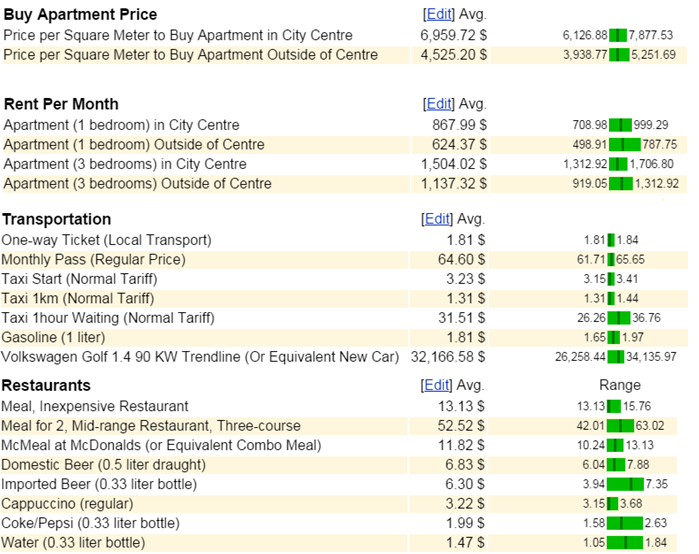 Buy Apartment Price [Edit] Avg.
Price per Square Meter to Buy Apartment in City Centre 6,959.72 $ 6,126.88 7,877.53
Price per Square Meter to Buy Apartment Outside of Centre 4,525.20 $ 3,938.77 5,251.69
Rent Per Month [Edit] Avg.
Apartment (1 bedroom) in City Centre 867.99 $ 708.98 999.29
Apartment (1 bedroom) Outside of Centre 624.37 $ 498.91 787.75
Apartment (3 bedrooms) in City Centre 1,504.02 $ 1,312.92 1,706.80
Apartment (3 bedrooms) Outside of Centre 1,137.32 $ 919.05 1,312.92
Transportation [Edit] Avg.
One-way Ticket (Local Transport) 1.81 $ 1.81 1.84
Monthly Pass (Regular Price) 64.60 $ 61.71 65.65
Taxi Start (Normal Tariff) 3.23 $ 3.15 3.41
Taxi 1km (Normal Tariff) 1.31 $ 1.31 1.44
Taxi 1hour Waiting (Normal Tariff) 31.51 $ 26.26 36.76
Gasoline (1 liter) 1.81 $ 1.65 1.97
Volkswagen Golf 1.4 90 KW Trendline (Or Equivalent New Car) 32,166.58 $ 26,258.44 34,135.97
Restaurants [Edit] Avg. Range
Meal, Inexpensive Restaurant 13.13 $ 13.13 15.76
Meal for 2, Mid-range Restaurant, Three-course 52.52 $ 42.01 63.02
McMeal at McDonalds (or Equivalent Combo Meal) 11.82 $ 10.24 13.13
Domestic Beer (0.5 liter draught) 6.83 $ 6.04 7.88
Imported Beer (0.33 liter bottle) 6.30 $ 3.94 7.35
Cappuccino (regular) 3.22 $ 3.15 3.68
Coke/Pepsi (0.33 liter bottle) 1.99 $ 1.58 2.63
Water (0.33 liter bottle) 1.47 $ 1.05 1.84